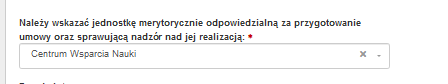 Należy wskazać jednostkę merytorycznie odpowiedzialną za przygotowanie
umowy oraz sprawującą nadzór nad jej realizacją: *
Centrum Wsparcia Nauki